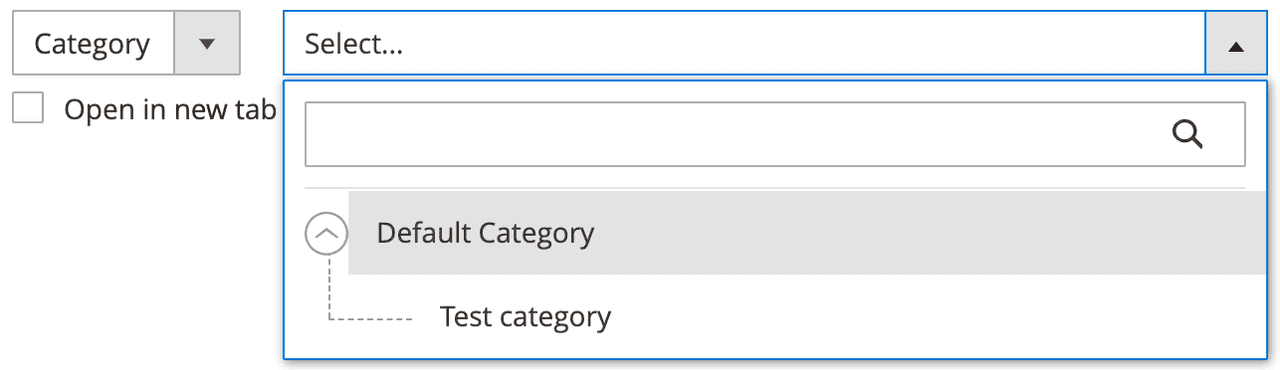 Category
Select...
Open in new tab
Default Category
Test category